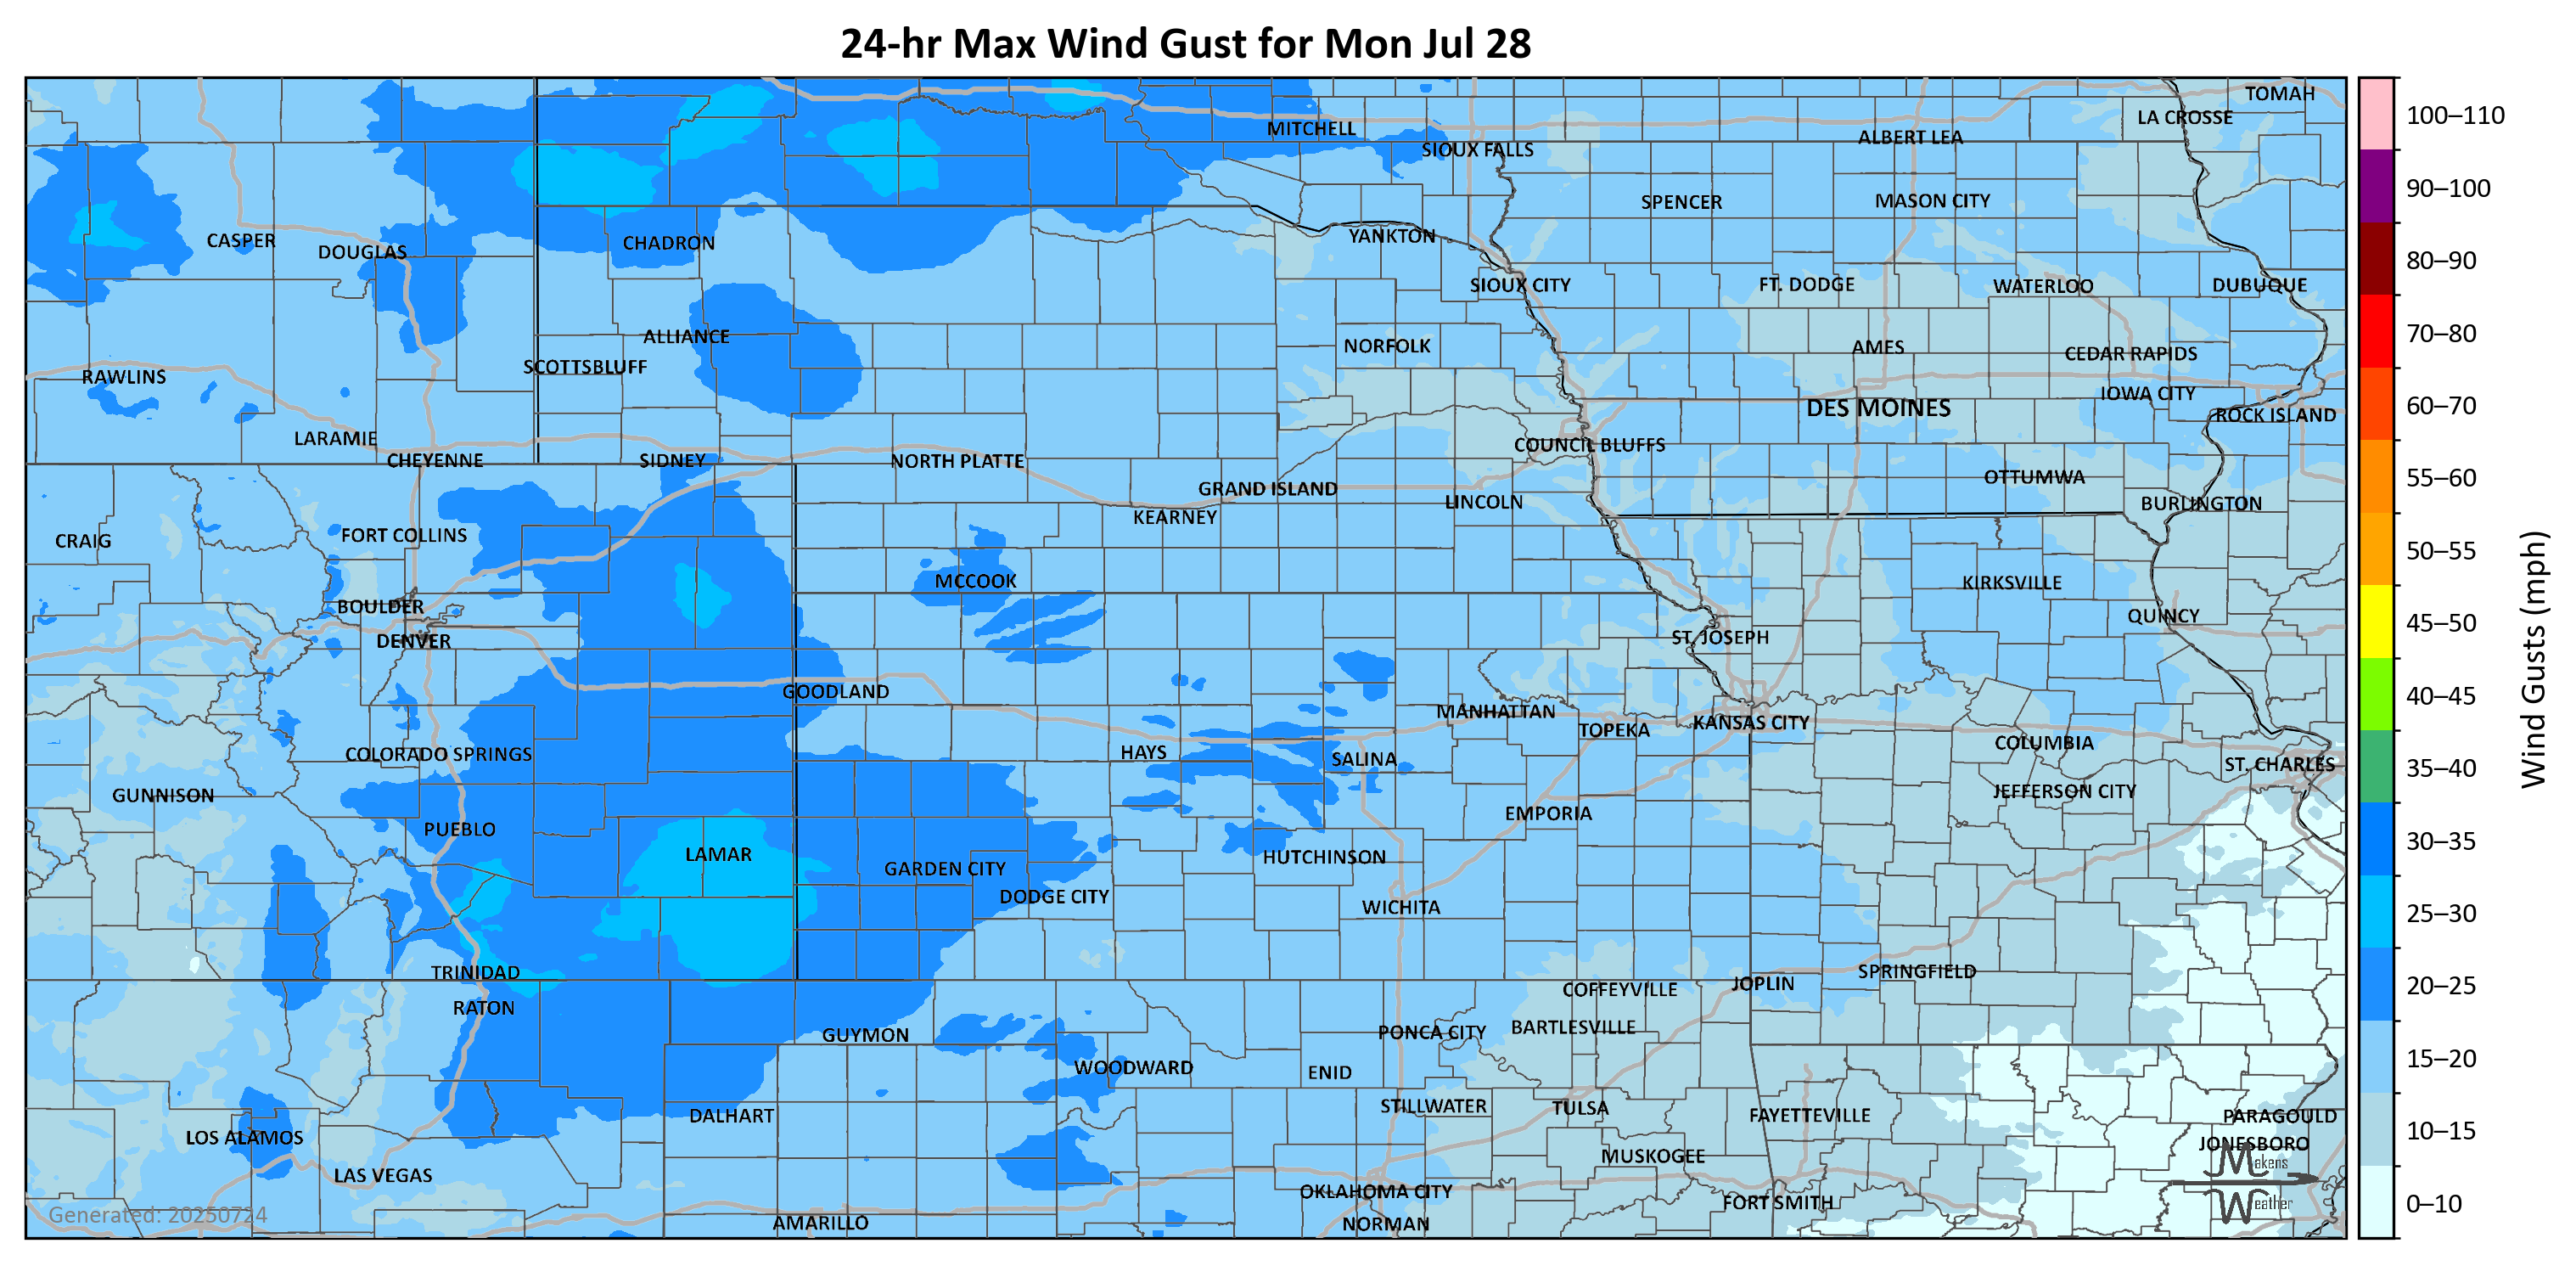 24-hr Max Wind Gust for Mon Jul 28
TOMAH
LA CROSSE
MITCHELL
ALBERT LEA
SIOUX FALLS
SPENCER
MASON CITY
CASPER
DOUGLAS
CHADRON
YANKTON
SIOUX CITY
FT. DODGE
WATERLOO
DUBUQUE
ALLIANCE
NORFOLK
AMES
CEDAR RAPIDS
SCOTTSBLUFF
RAWLINS
IOWA CITY
DES MOINES
ROCK ISLAND
LARAMIE
COUNCIL BLUFFS
CHEYENNE
SIDNEY
NORTH PLATTE
OTTUMWA
GRAND ISLAND
LINCOLN
BURLINGTON
KEARNEY
FORT COLLINS
CRAIG
MCCOOK
KIRKSVILLE
BOULDER
QUINCY
DENVER
ST. JOSEPH
GOODLAND
MANHATTAN
TOPEKA
KANSAS CITY
COLUMBIA
COLORADO SPRINGS
HAYS
SALINA
ST. CHARLES
GUNNISON
JEFFERSON CITY
EMPORIA
PUEBLO
LAMAR
HUTCHINSON
GARDEN CITY
DODGE CITY
WICHITA
TRINIDAD
SPRINGFIELD
JOPLIN
COFFEYVILLE
RATON
BARTLESVILLE
PONCA CITY
GUYMON
WOODWARD
ENID
STILLWATER
TULSA
DALHART
FAYETTEVILLE
PARAGOULD
LOS ALAMOS
JONESBORO
MUSKOGEE
LAS VEGAS
OKLAHOMA CITY
FORT SMITH
AMARILLO
NORMAN
Generated: 20250724
Makens
Weather
100–110
90–100
80–90
70–80
60–70
55–60
50–55
45–50
40–45
35–40
30–35
25–30
20–25
15–20
10–15
0–10
Wind Gusts (mph)